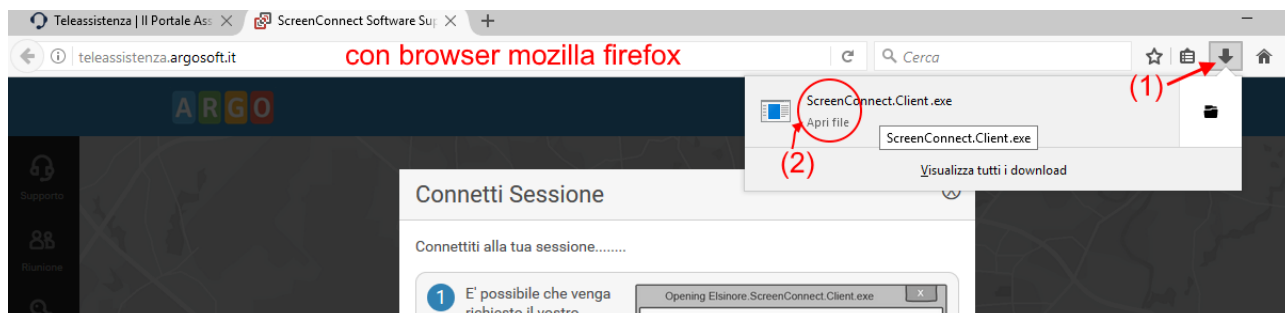 Teleassistenza | Il Portale Ass
ScreenConnect Software Sup
teleassistenza.argosoft.it
con browser mozilla firefox
Cerca
(1)
ARGO
ScreenConnect.Client.exe
Apri file
ScreenConnect.Client.exe
(2)
Visualizza tutti i download
Supporto
Connetti Sessione
Connettiti alla tua sessione........
Riunione
1
E' possibile che venga
richiesto il vostro
Opening Elsinore.ScreenConnect.Client.exe
x